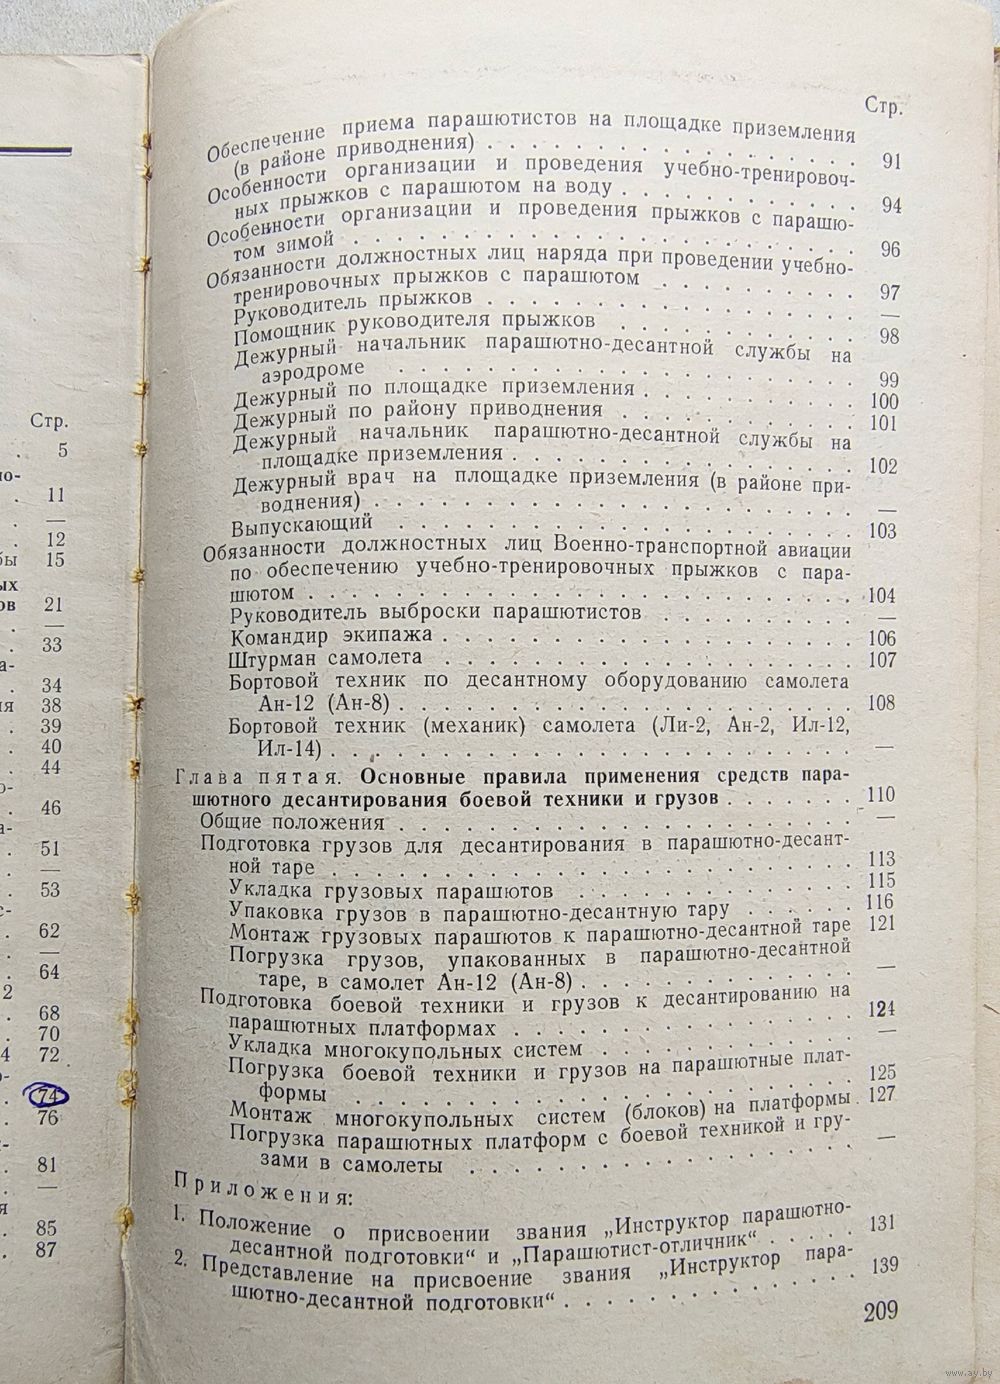 Стр.
. 5
. 11
. —
. 12
бы 15
ых
ов 21
. —
. 33
а-
. 34
ия 38
. 39
. 40
. 44
о-
. 46
а-
. 51
. —
. 53
с-
. 62
. —
. 64
2
. 68
. 70
4 72
. 74
. 76
. 81
. —
я
. 85
. 87
Стр.
Обеспечение приема парашютистов на площадке приземления
(в районе приводнения) . . . . . . . . . . . . . . . . 91
Особенности организации и проведения учебно-тренировоч-
ных прыжков с парашютом на воду . . . . . . . . . . 94
Особенности организации и проведения прыжков с парашю-
том зимой . . . . . . . . . . . . . . . . . . . . . . 96
Обязанности должностных лиц наряда при проведении учебно-
тренировочных прыжков с парашютом . . . . . . . . . 97
Руководитель прыжков . . . . . . . . . . . . . . . . —
Помощник руководителя прыжков . . . . . . . . . . 98
Дежурный начальник парашютно-десантной службы на
аэродроме . . . . . . . . . . . . . . . . . . . . . 99
Дежурный по площадке приземления . . . . . . . . . 100
Дежурный по району приводнения . . . . . . . . . . 101
Дежурный начальник парашютно-десантной службы на
площадке приземления . . . . . . . . . . . . . . . 102
Дежурный врач на площадке приземления (в районе при-
воднения) . . . . . . . . . . . . . . . . . . . . . —
Выпускающий . . . . . . . . . . . . . . . . . . . . 103
Обязанности должностных лиц Военно-транспортной авиации
по обеспечению учебно-тренировочных прыжков с пара-
шютом . . . . . . . . . . . . . . . . . . . . . . . . 104
Руководитель выброски парашютистов . . . . . . . . —
Командир экипажа . . . . . . . . . . . . . . . . . . 106
Штурман самолета . . . . . . . . . . . . . . . . . . 107
Бортовой техник по десантному оборудованию самолета
Ан-12 (Ан-8) . . . . . . . . . . . . . . . . . . . . 108
Бортовой техник (механик) самолета (Ли-2, Ан-2, Ил-12,
Ил-14) . . . . . . . . . . . . . . . . . . . . . . . —
Глава пятая. Основные правила применения средств пара-
шютного десантирования боевой техники и грузов . . . . . . . 110
Общие положения . . . . . . . . . . . . . . . . . . . . —
Подготовка грузов для десантирования в парашютно-десант-
ной таре . . . . . . . . . . . . . . . . . . . . . . 113
Укладка грузовых парашютов . . . . . . . . . . . . 115
Упаковка грузов в парашютно-десантную тару . . . . . . 116
Монтаж грузовых парашютов к парашютно-десантной таре 121
Погрузка грузов, упакованных в парашютно-десантной
таре, в самолет Ан-12 (Ан-8) . . . . . . . . . . . . —
Подготовка боевой техники и грузов к десантированию на
парашютных платформах . . . . . . . . . . . . . . . 124
Укладка многокупольных систем . . . . . . . . . . . —
Погрузка боевой техники и грузов на парашютные плат-
формы . . . . . . . . . . . . . . . . . . . . . . . 125
Монтаж многокупольных систем (блоков) на платформы . 127
Погрузка парашютных платформ с боевой техникой и гру-
зами в самолеты . . . . . . . . . . . . . . . . . . —
Приложения:
1. Положение о присвоении звания „Инструктор парашютно-
десантной подготовки“ и „Парашютист-отличник“ . . . . . 131
2. Представление на присвоение звания „Инструктор пара-
шютно-десантной подготовки“ . . . . . . . . . . . . . 139
209
www.ay.by